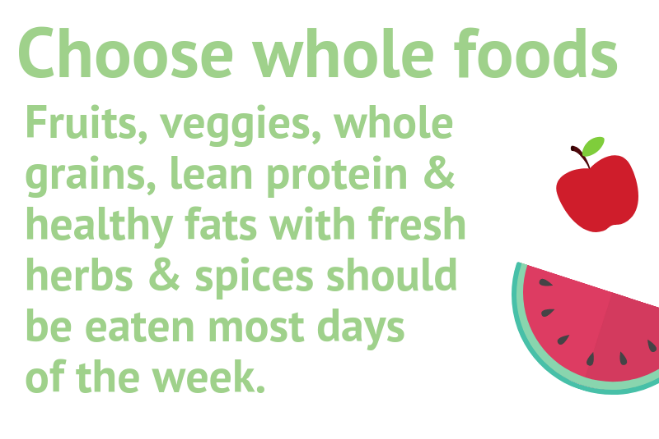 Choose whole foods
Fruits, veggies, whole
grains, lean protein &
healthy fats with fresh
herbs & spices should
be eaten most days
of the week.